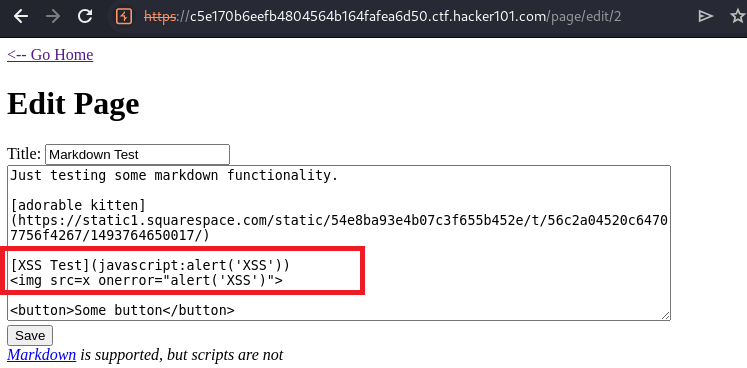 https://c5e170b6eefb4804564b164fafea6d50.ctf.hacker101.com/page/edit/2
<-- Go Home
Edit Page
Title: Markdown Test
Just testing some markdown functionality.
[adorable kitten]
(https://static1.squarespace.com/static/54e8ba93e4b07c3f655b452e/t/56c2a04520c6470
7756f4267/1493764650017/)
[XSS Test](javascript:alert('XSS'))
<img src=x onerror="alert('XSS')">
<button>Some button</button>
Save
Markdown is supported, but scripts are not